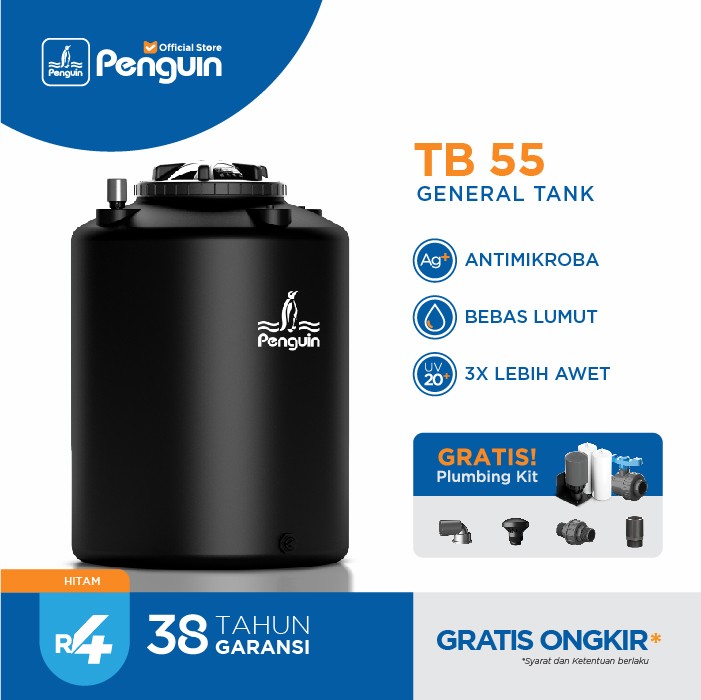 Official Store
Penguin
Penguin
TB 55
GENERAL TANK
Ag+
ANTIMIKROBA
BEBAS LUMUT
UV
20+
3X LEBIH AWET
Penguin
GRATIS!
Plumbing Kit
HITAM
R4
38 TAHUN
GARANSI
GRATIS ONGKIR*
*Syarat dan Ketentuan berlaku